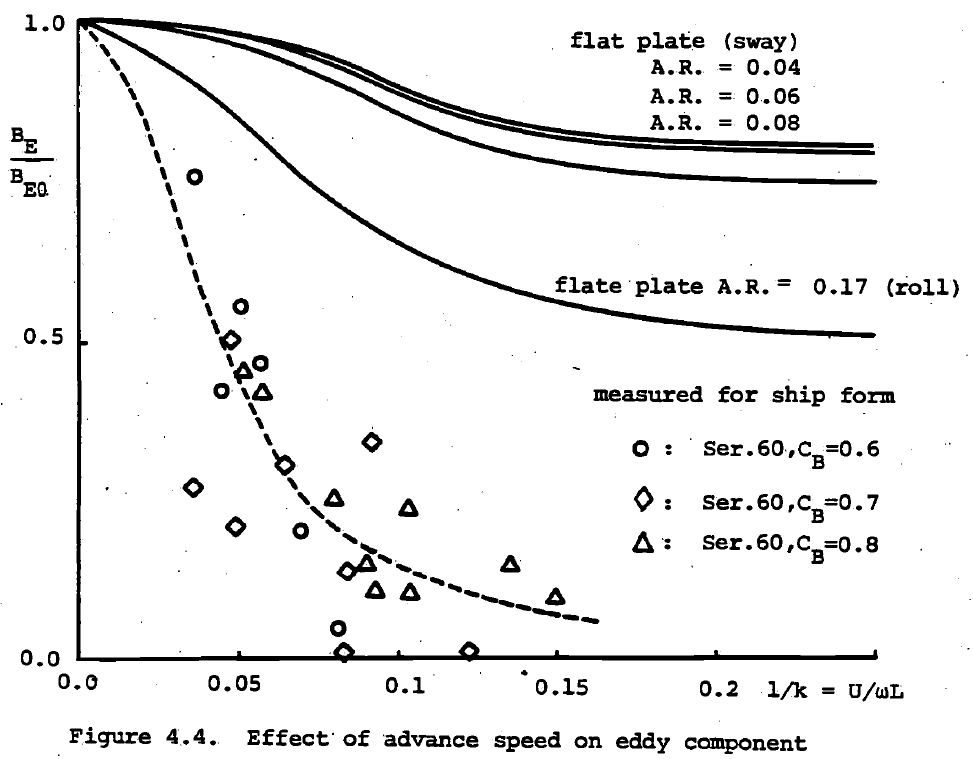 1.0
flat plate (sway)
A.R. = 0.04
A.R. = 0.06
A.R. = 0.08
B_E
B_E0
flate plate A.R. = 0.17 (roll)
0.5
measured for ship form
O : Ser.60,C_B=0.6
◇ : Ser.60,C_B=0.7
△ : Ser.60,C_B=0.8
0.0
0.0 0.05 0.1 0.15 0.2 1/k = U/ωL
Figure 4.4. Effect of advance speed on eddy component